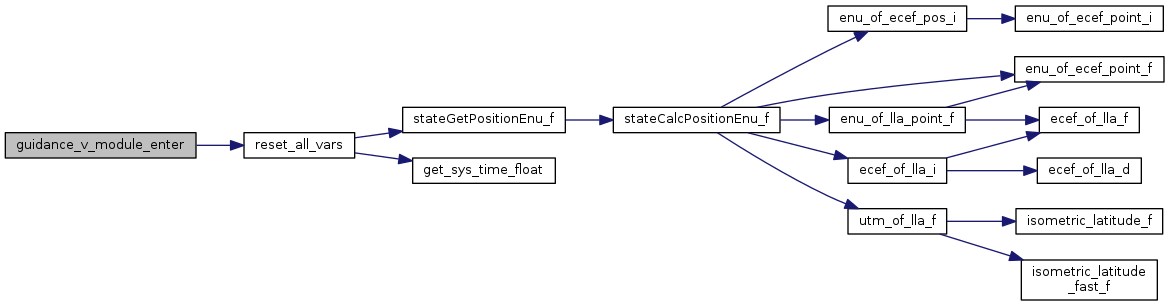 guidance_v_module_enter
reset_all_vars
stateGetPositionEnu_f
get_sys_time_float
stateCalcPositionEnu_f
enu_of_ecef_pos_i
enu_of_ecef_point_i
enu_of_ecef_point_f
enu_of_lla_point_f
ecef_of_lla_f
ecef_of_lla_i
ecef_of_lla_d
utm_of_lla_f
isometric_latitude_f
isometric_latitude
_fast_f